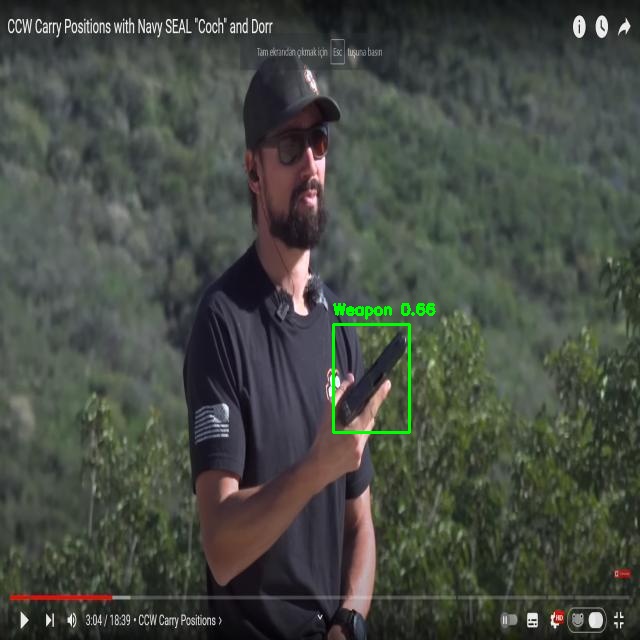 CCW Carry Positions with Navy SEAL "Coch" and Dorr
Tam ekrandan çıkmak için Esc tuşuna basın
Weapon 0.66
3:04 / 18:39 • CCW Carry Positions ›
HD